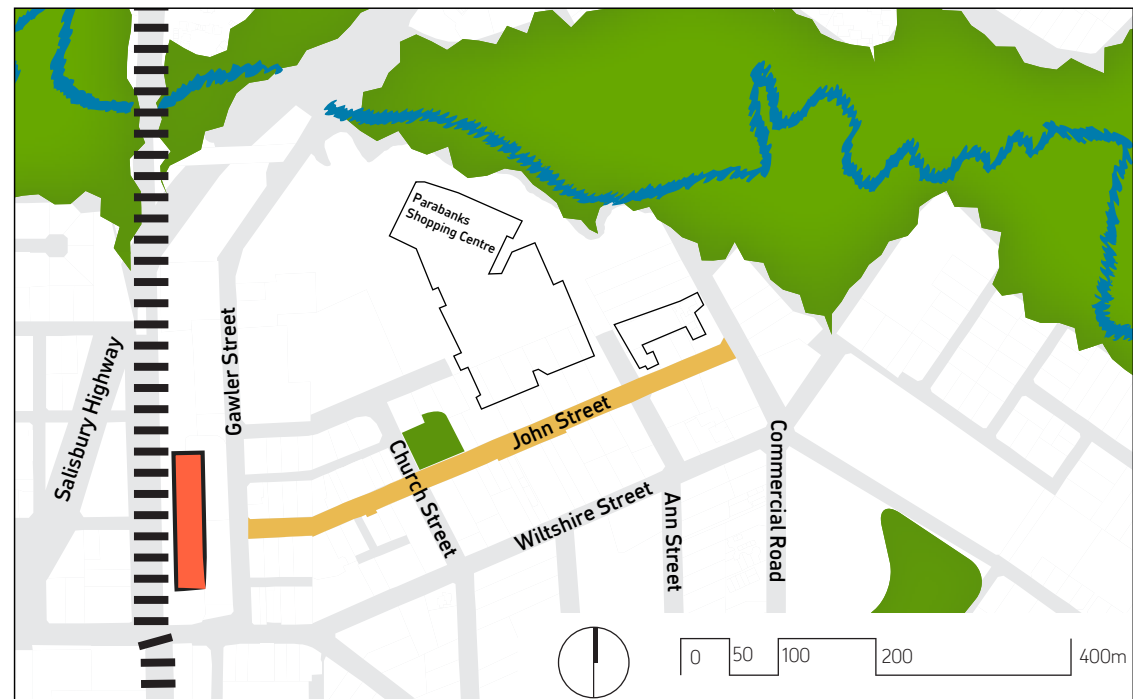 Parabanks
Shopping Centre
Gawler Street
Salisbury Highway
John Street
Church Street
Wiltshire Street
Ann Street
Commercial Road
0 50 100 200 400m